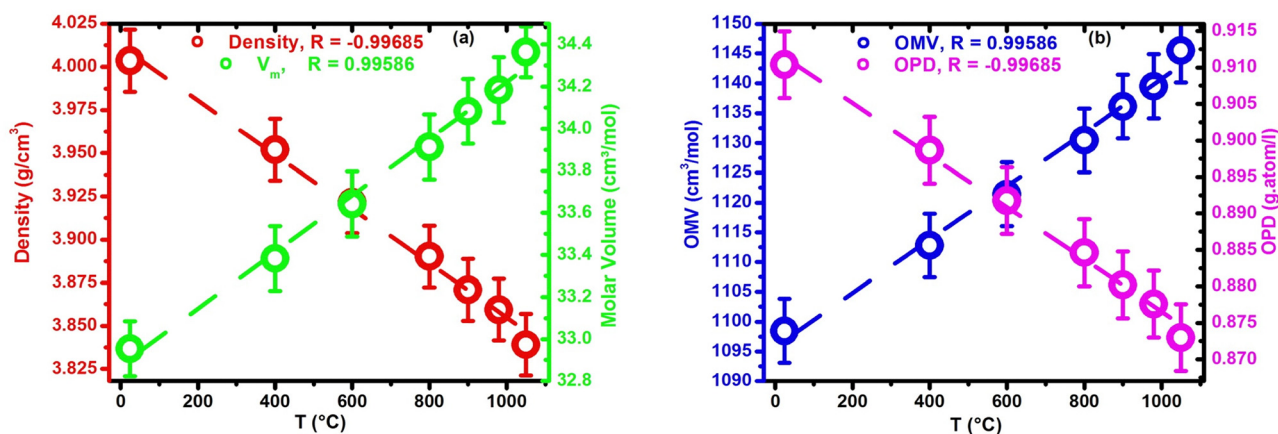 4.025
4.000
3.975
3.950
3.925
3.900
3.875
3.850
3.825
Density (g/cm³)
Density, R = -0.99685
Vₘ, R = 0.99586
(a)
34.4
34.3
34.0
33.9
33.6
33.4
33.1
33.0
32.8
Molar Volume (cm³/mol)
0 200 400 600 800 1000
T (°C)
1150
1145
1140
1135
1130
1125
1120
1115
1110
1105
1100
1095
1090
OMV (cm³/mol)
OMV, R = 0.99586
OPD, R = -0.99685
(b)
0.915
0.910
0.905
0.900
0.895
0.890
0.885
0.880
0.875
0.870
OPD (g.atom/l)
0 200 400 600 800 1000
T (°C)